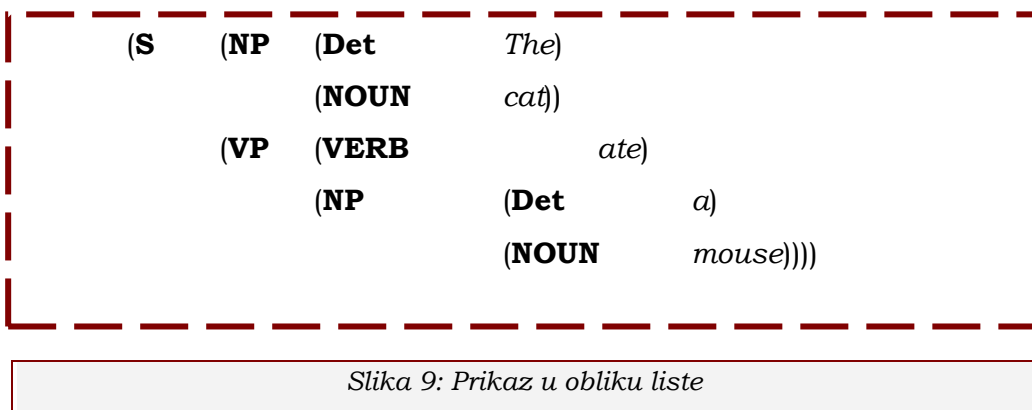 (S (NP (Det The)
(NOUN cat))
(VP (VERB ate)
(NP (Det a)
(NOUN mouse))))
Slika 9: Prikaz u obliku liste